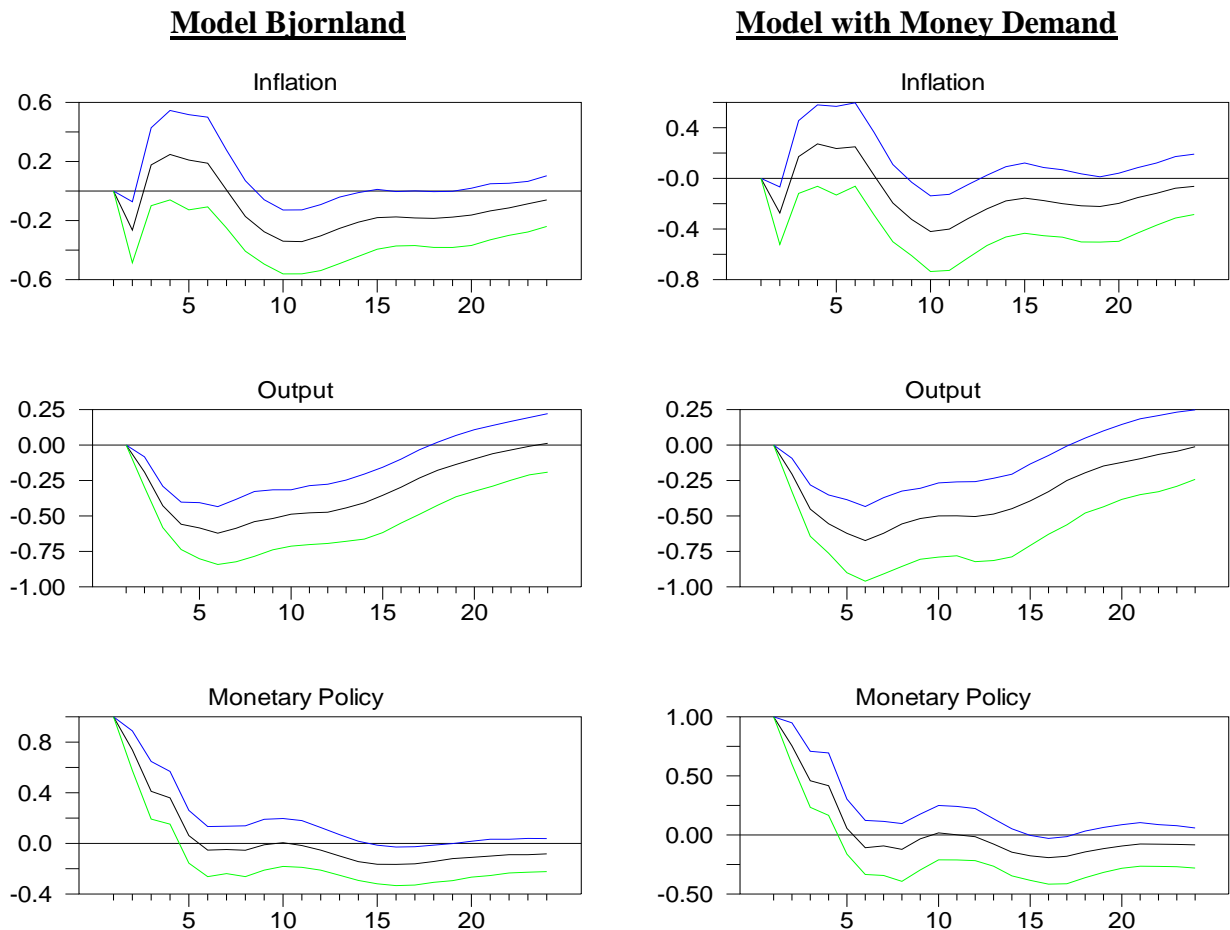 Model Bjornland
Model with Money Demand
Inflation
0.6
0.2
-0.2
-0.6
5 10 15 20
Inflation
0.4
-0.0
-0.4
-0.8
5 10 15 20
Output
0.25
0.00
-0.25
-0.50
-0.75
-1.00
5 10 15 20
Output
0.25
0.00
-0.25
-0.50
-0.75
-1.00
5 10 15 20
Monetary Policy
0.8
0.4
0.0
-0.4
5 10 15 20
Monetary Policy
1.00
0.50
0.00
-0.50
5 10 15 20